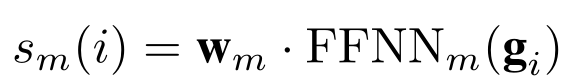 s_m(i) = w_m · FFNN_m(g_i)